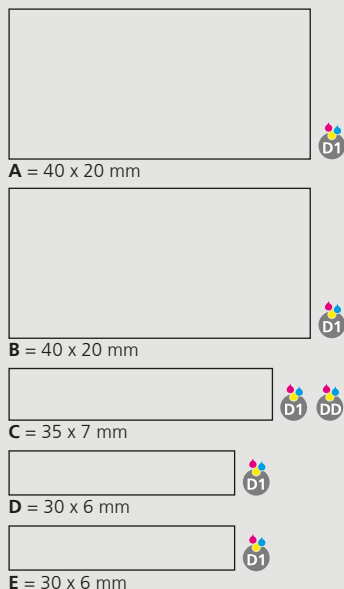 D1
A = 40 x 20 mm
D1
B = 40 x 20 mm
D1 DD
C = 35 x 7 mm
D1
D = 30 x 6 mm
D1
E = 30 x 6 mm